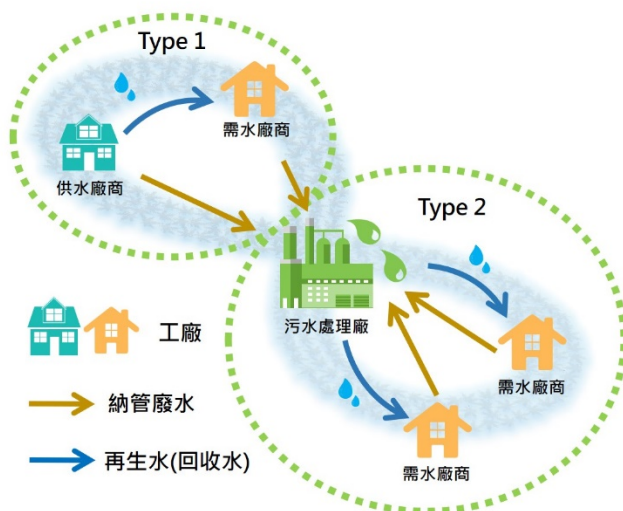 Type 1
需水廠商
供水廠商
Type 2
污水處理廠
工廠
需水廠商
納管廢水
再生水(回收水)
需水廠商